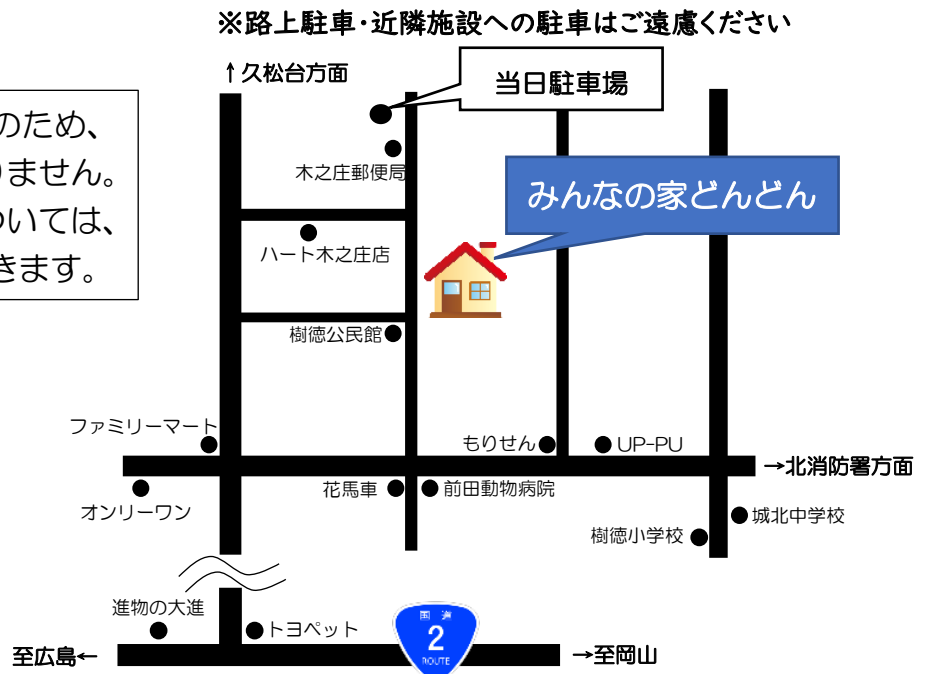 ※路上駐車・近隣施設への駐車はご遠慮ください
↑久松台方面
当日駐車場
のため、
りません。
ついては、
きます。
木之庄郵便局
みんなの家どんどん
ハート木之庄店
樹徳公民館
ファミリーマート
もりせん
UP-PU
→北消防署方面
オンリーワン
花馬車
前田動物病院
城北中学校
樹徳小学校
進物の大進
トヨペット
国道
2
ROUTE
至広島←
→至岡山